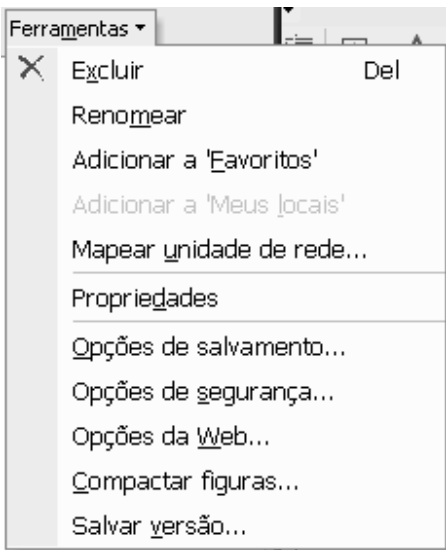 Ferramentas
Excluir Del
Renomear
Adicionar a 'Favoritos'
Adicionar a 'Meus locais'
Mapear unidade de rede...
Propriedades
Opções de salvamento...
Opções de segurança...
Opções da Web...
Compactar figuras...
Salvar versão...